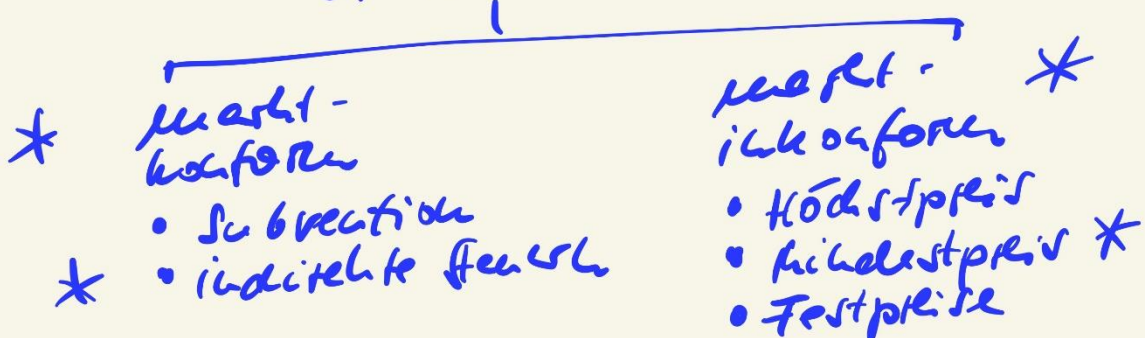 markt-
konform
• Subvention
• indirekte Steuern
markt-
inkonform
• Höchstpreis
• Mindestpreis
• Festpreise